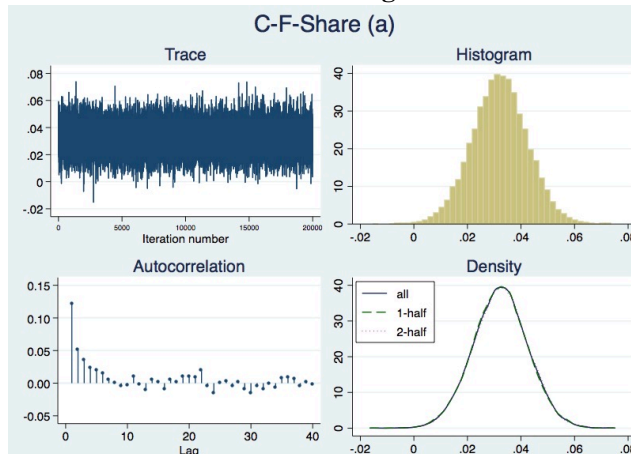 C-F-Share (a)
Trace
.08
.06
.04
.02
0
-.02
0 5000 10000 15000 20000
Iteration number
Histogram
40
30
20
10
0
-.02 0 .02 .04 .06 .08
Autocorrelation
0.15
0.10
0.05
0.00
-0.05
0 10 20 30 40
Lag
Density
40
30
20
10
0
all
1-half
2-half
-.02 0 .02 .04 .06 .08